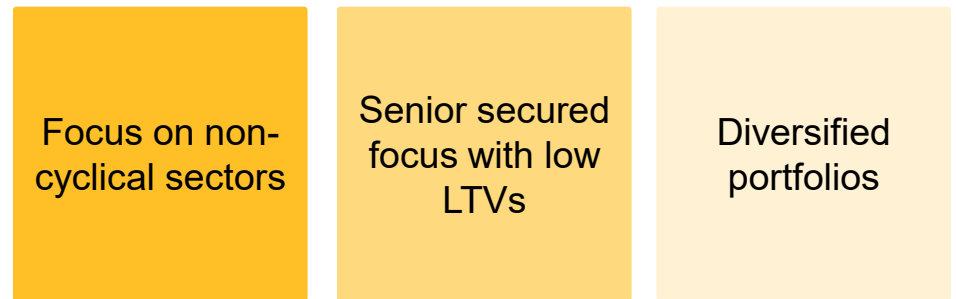 Focus on non-
cyclical sectors
Senior secured
focus with low
LTVs
Diversified
portfolios